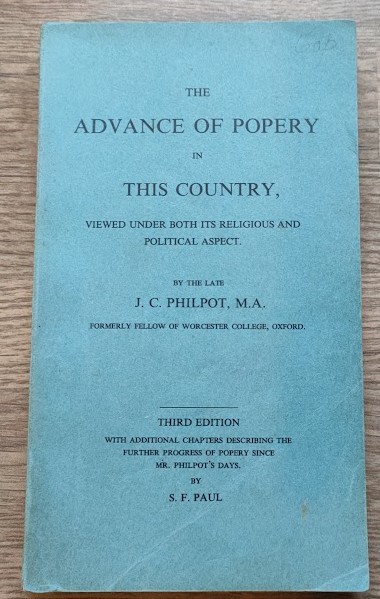 THE
ADVANCE OF POPERY
IN
THIS COUNTRY,
VIEWED UNDER BOTH ITS RELIGIOUS AND
POLITICAL ASPECT.
BY THE LATE
J. C. PHILPOT, M.A.
FORMERLY FELLOW OF WORCESTER COLLEGE, OXFORD.
THIRD EDITION
WITH ADDITIONAL CHAPTERS DESCRIBING THE
FURTHER PROGRESS OF POPERY SINCE
MR. PHILPOT'S DAYS.
BY
S. F. PAUL